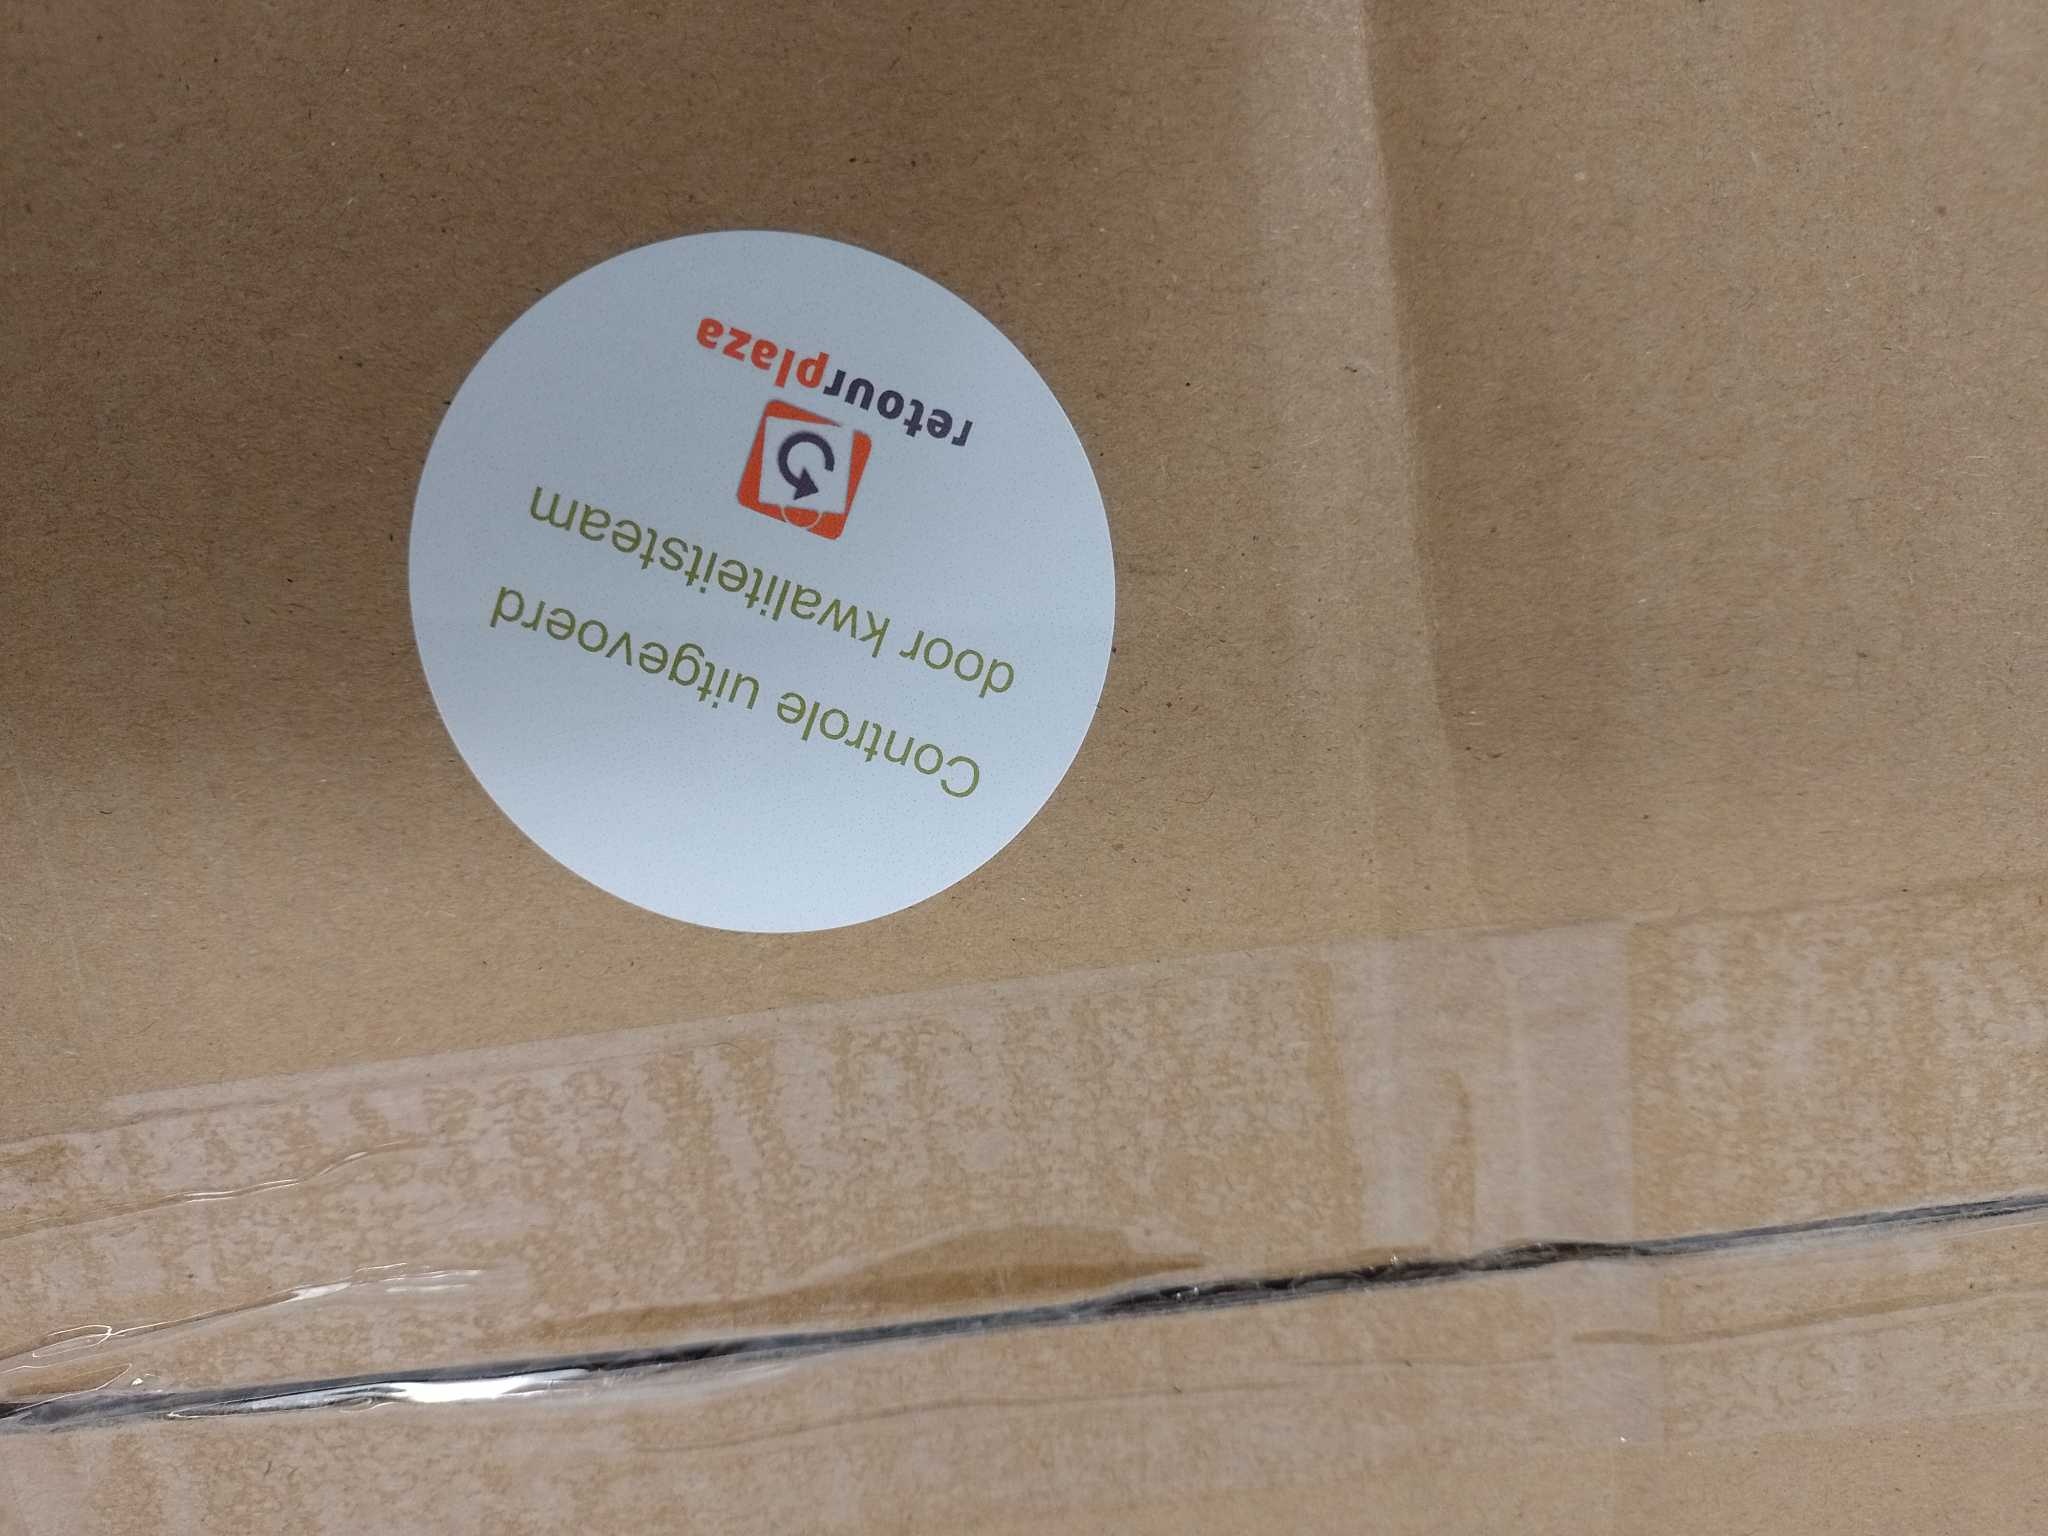 Controle uitgevoerd
door kwaliteitsteam
retourplaza